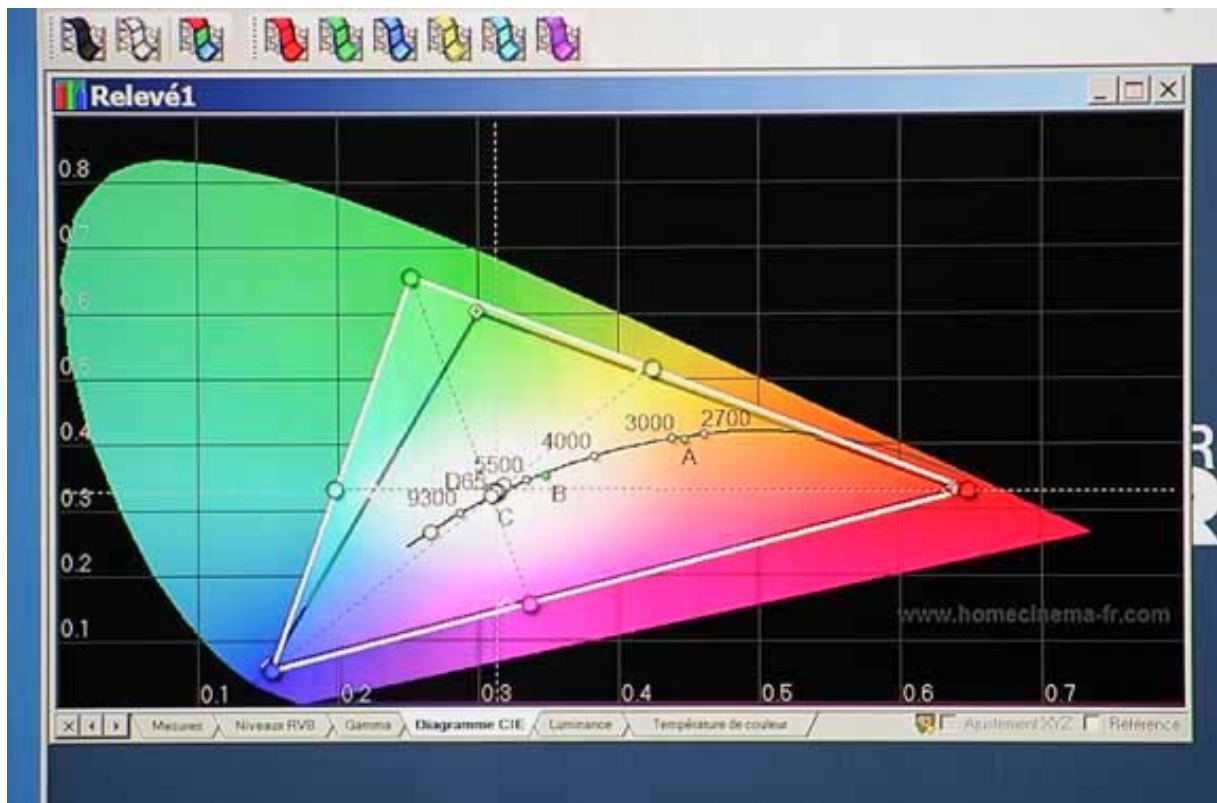 Relevé1
0.8
0.7
0.6
0.5
0.4
0.3
0.2
0.1
3000
2700
4000
A
5500
D65
B
9300
C
www.homecinema-fr.com
0.1
0.2
0.3
0.4
0.5
0.6
0.7
Mesures
Niveaux RVB
Gamma
Diagramme CIE
Luminance
Température de couleur
Ajustement XYZ
Référence
R